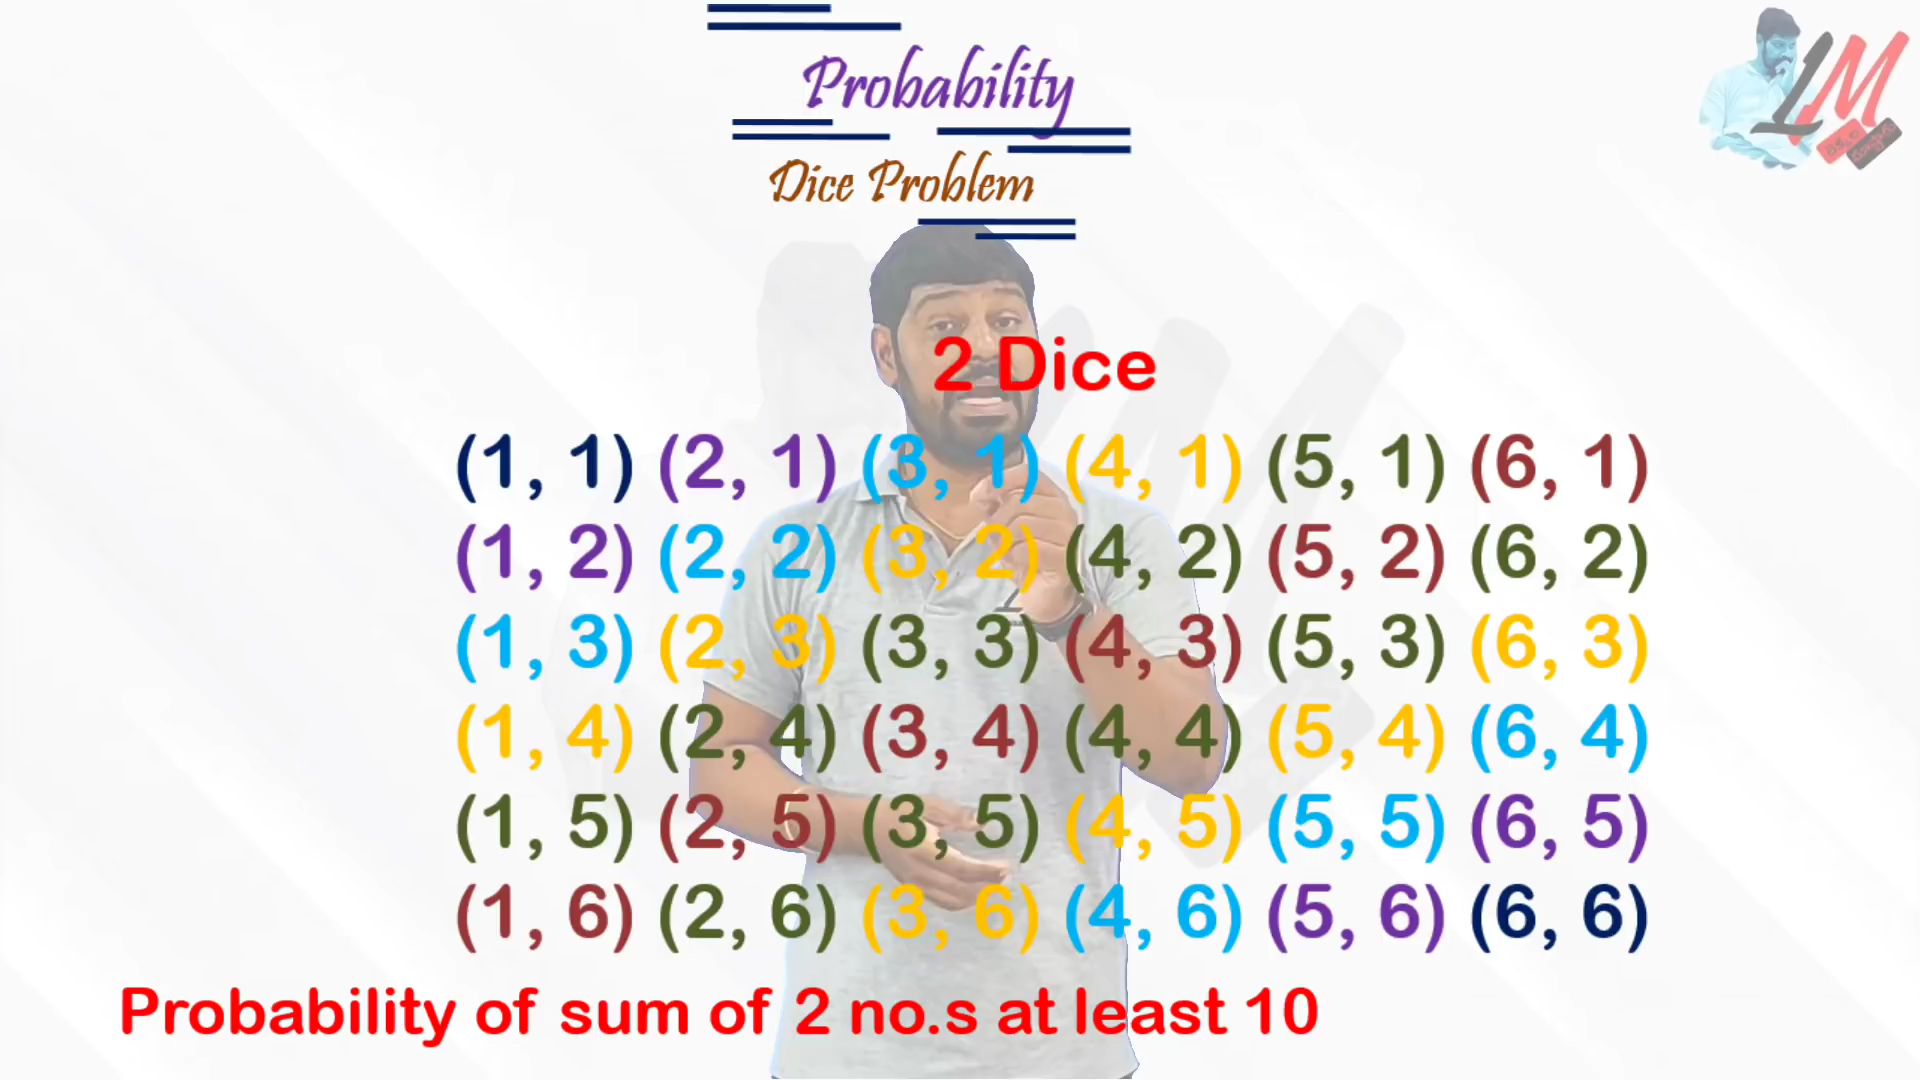 Probability
LM
Dice Problem
2 Dice
(1, 1) (2, 1) (3, 1) (4, 1) (5, 1) (6, 1)
(1, 2) (2, 2) (3, 2) (4, 2) (5, 2) (6, 2)
(1, 3) (2, 3) (3, 3) (4, 3) (5, 3) (6, 3)
(1, 4) (2, 4) (3, 4) (4, 4) (5, 4) (6, 4)
(1, 5) (2, 5) (3, 5) (4, 5) (5, 5) (6, 5)
(1, 6) (2, 6) (3, 6) (4, 6) (5, 6) (6, 6)
Probability of sum of 2 no.s at least 10